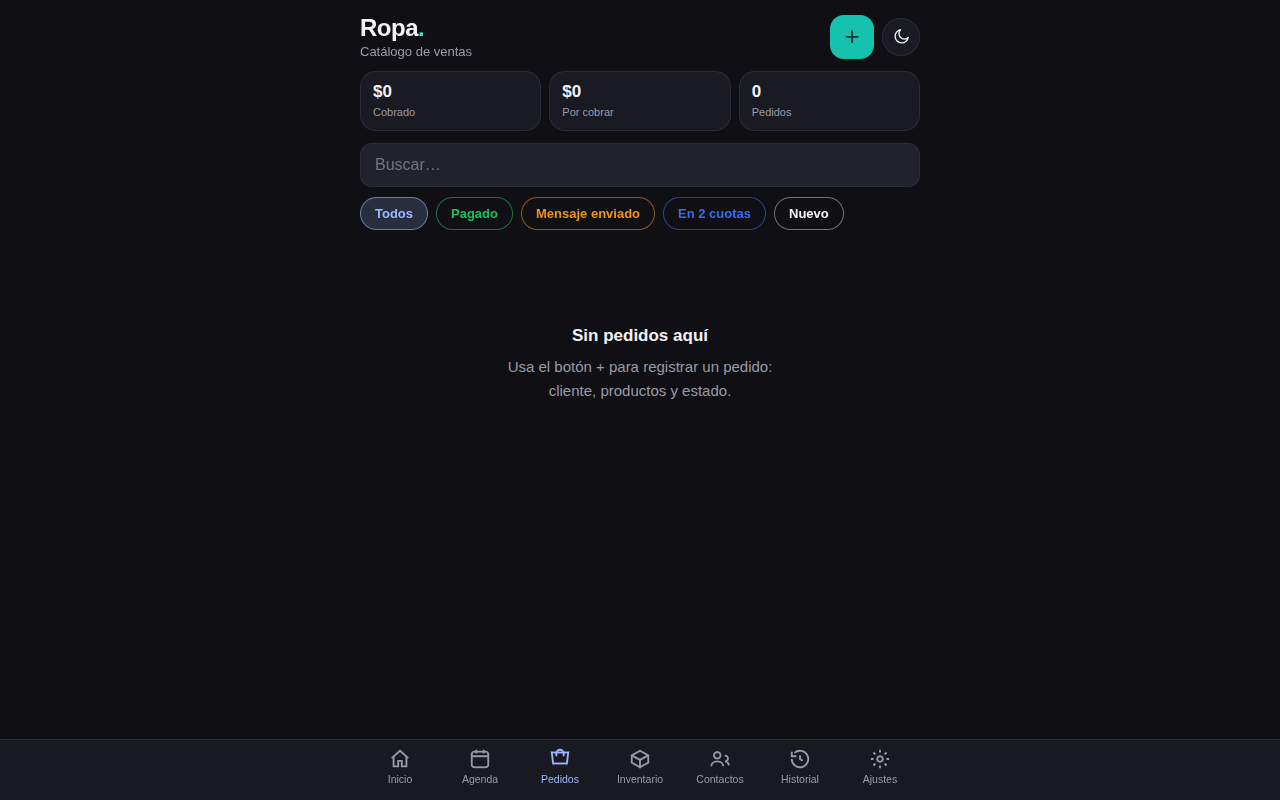 Ropa.
Catálogo de ventas
$0
Cobrado
$0
Por cobrar
0
Pedidos
Buscar…
Todos
Pagado
Mensaje enviado
En 2 cuotas
Nuevo
Sin pedidos aquí
Usa el botón + para registrar un pedido:
cliente, productos y estado.
Inicio
Agenda
Pedidos
Inventario
Contactos
Historial
Ajustes